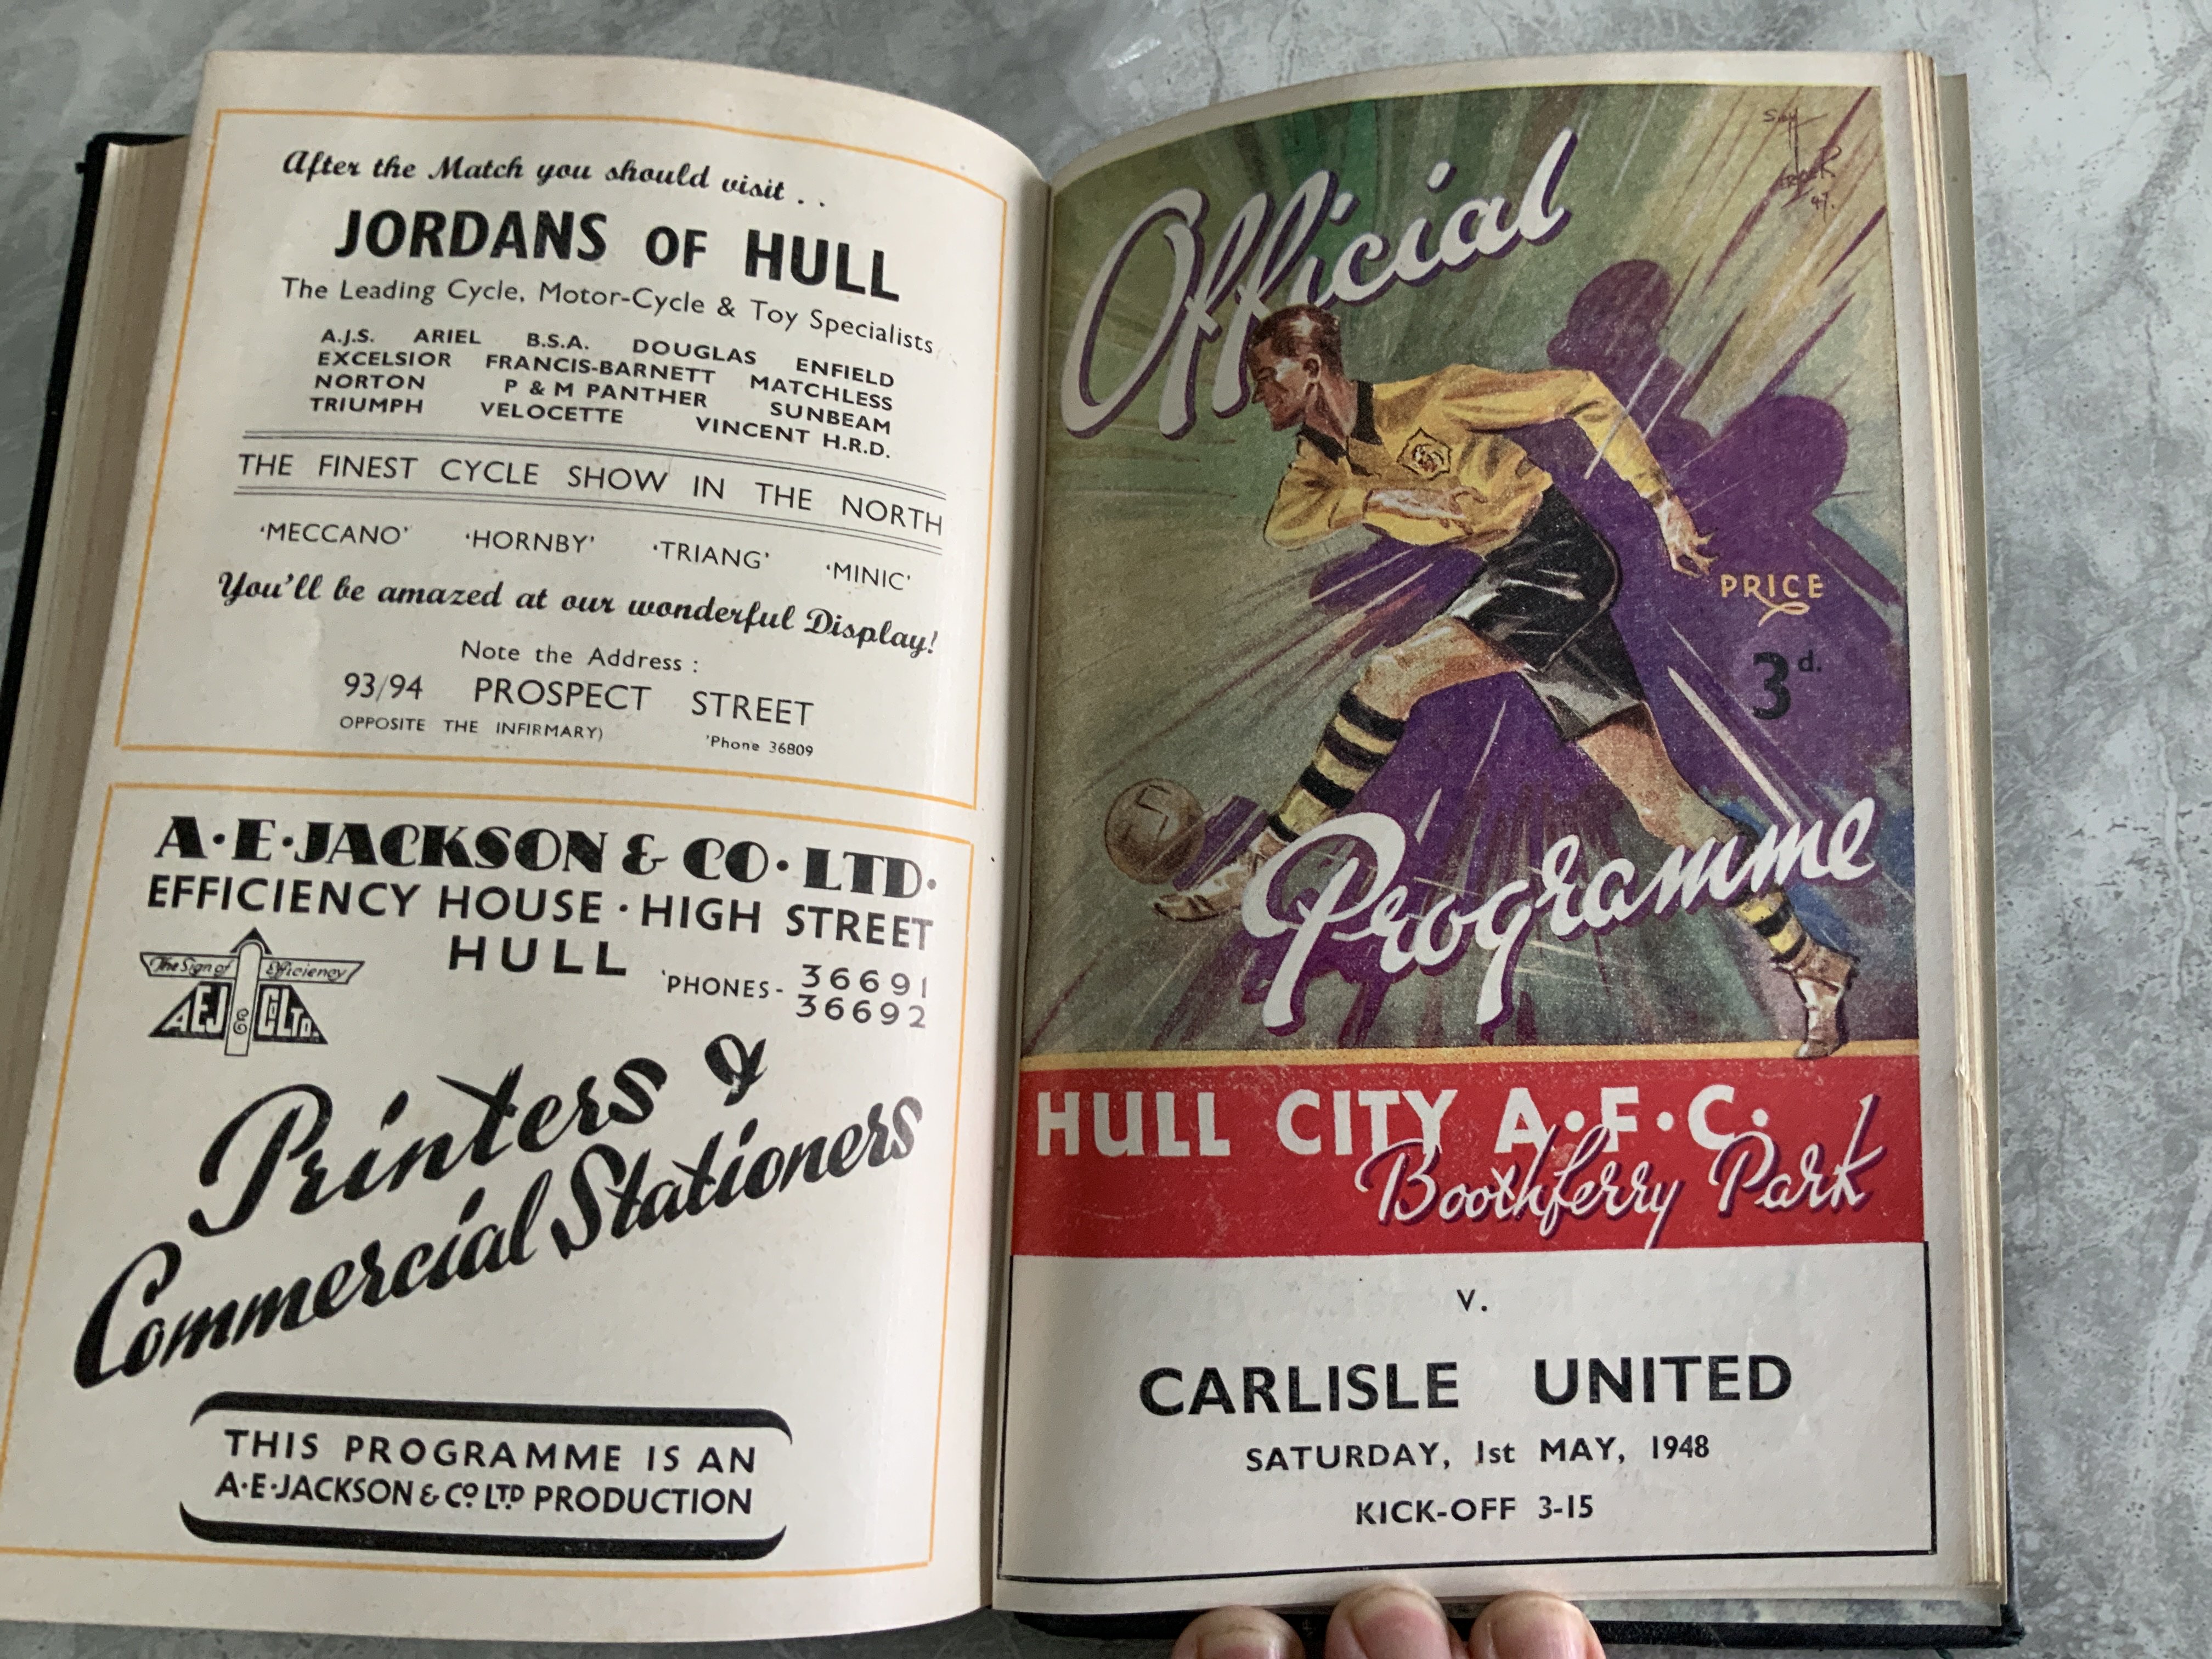 After the Match you should visit . .
JORDANS OF HULL
The Leading Cycle, Motor-Cycle & Toy Specialists
A.J.S. ARIEL B.S.A. DOUGLAS ENFIELD
EXCELSIOR FRANCIS-BARNETT MATCHLESS
NORTON P & M PANTHER SUNBEAM
TRIUMPH VELOCETTE VINCENT H.R.D.
THE FINEST CYCLE SHOW IN THE NORTH
'MECCANO' 'HORNBY' 'TRIANG' 'MINIC'
You'll be amazed at our wonderful Display!
Note the Address :
93/94 PROSPECT STREET
OPPOSITE THE INFIRMARY) 'Phone 36809
A·E·JACKSON & CO·LTD·
EFFICIENCY HOUSE · HIGH STREET
HULL
'PHONES- 36691
36692
The Sign of Efficiency
AEJ & Co LTD.
Printers &
Commercial Stationers
THIS PROGRAMME IS AN
A·E·JACKSON & Co LTD PRODUCTION
Official
47.
PRICE
3d.
Programme
HULL CITY A·F·C·
Boothferry Park
v.
CARLISLE UNITED
SATURDAY, 1st MAY, 1948
KICK-OFF 3-15